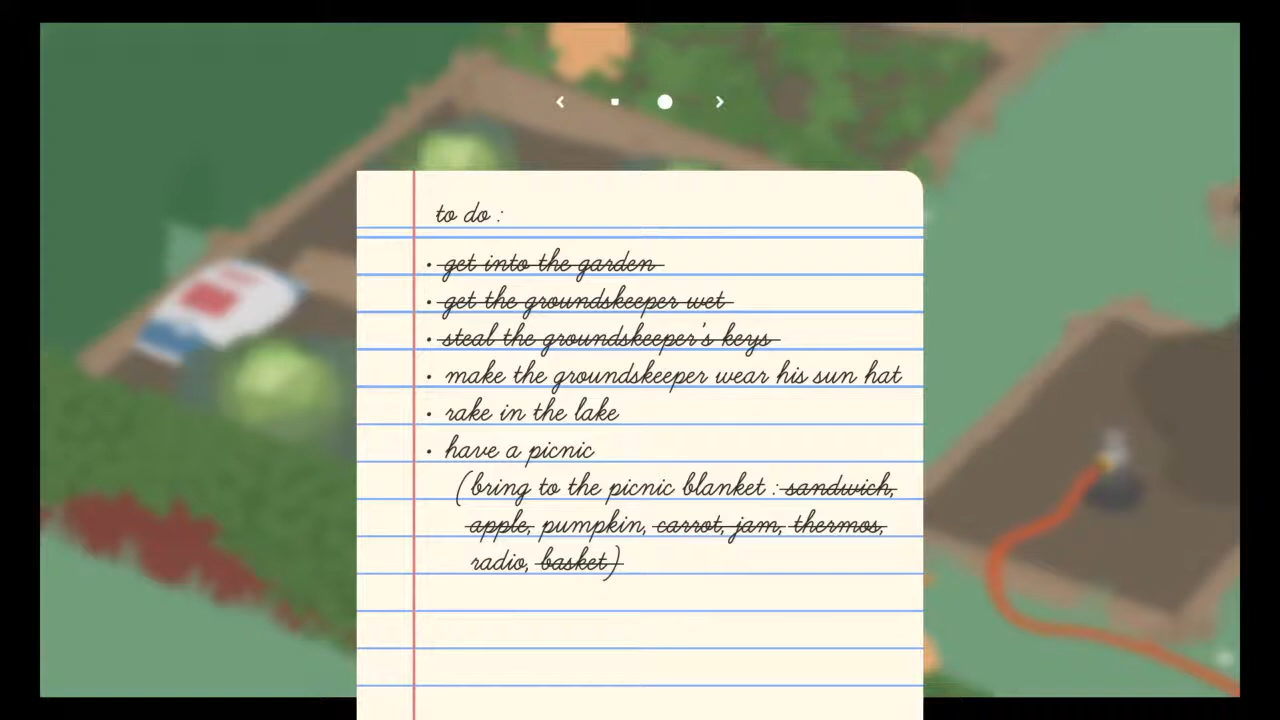 to do :
• get into the garden
• get the groundskeeper wet
• steal the groundskeeper's keys
• make the groundskeeper wear his sun hat
• rake in the lake
• have a picnic
(bring to the picnic blanket : sandwich,
apple, pumpkin, carrot, jam, thermos,
radio, basket)